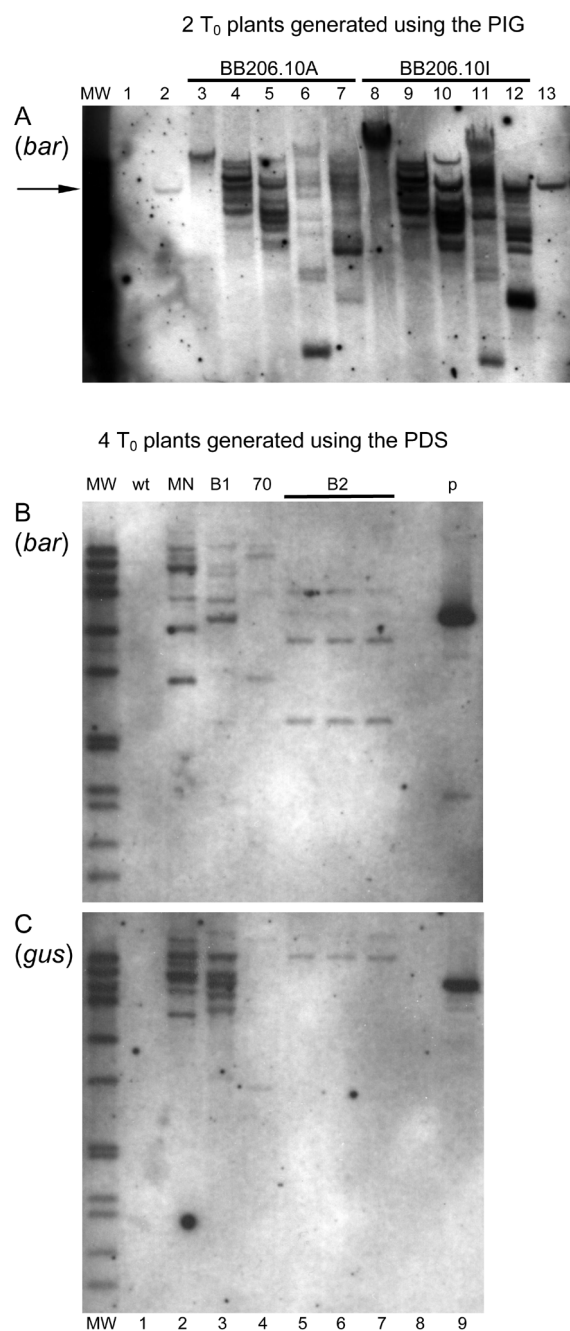 2 T0 plants generated using the PIG
BB206.10A BB206.10I
MW 1 2 3 4 5 6 7 8 9 10 11 12 13
A
(bar)
4 T0 plants generated using the PDS
MW wt MN B1 70 B2 p
B
(bar)
C
(gus)
MW 1 2 3 4 5 6 7 8 9